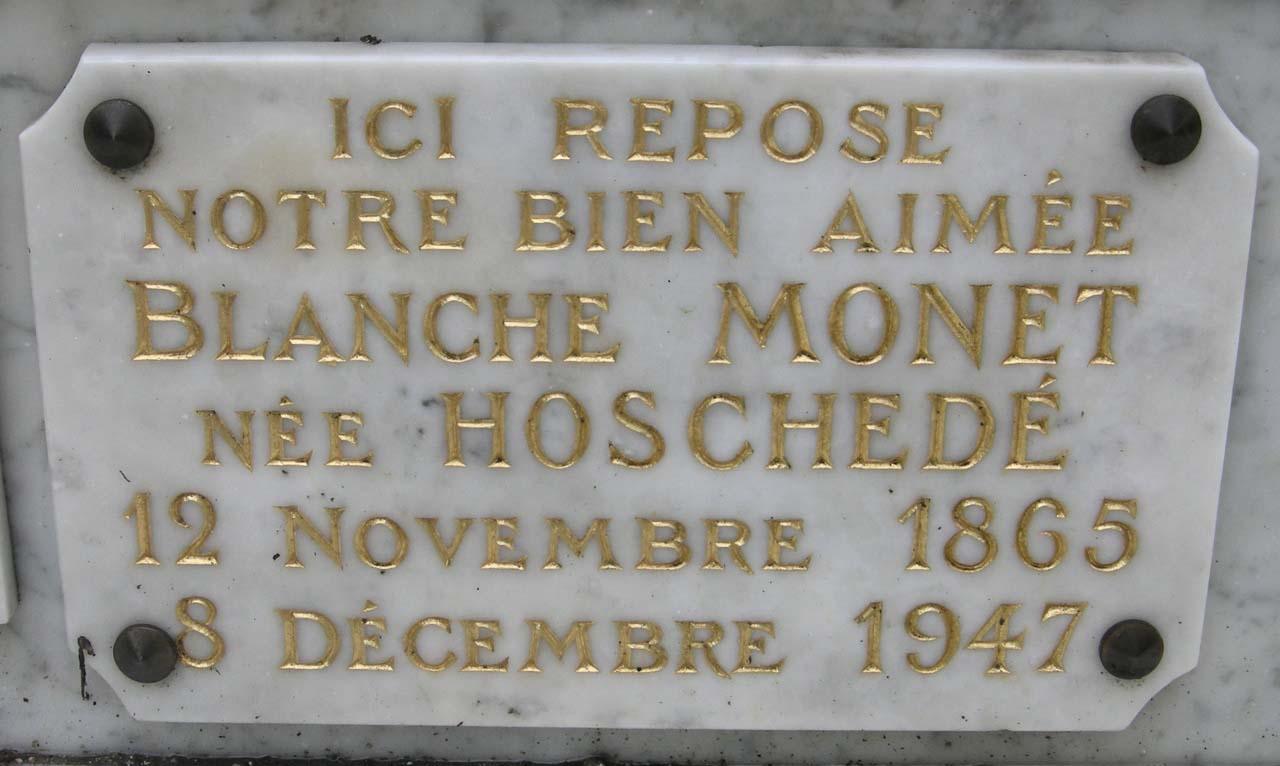 ICI REPOSE
NOTRE BIEN AIMÉE
BLANCHE MONET
NÉE HOSCHEDÉ
12 NOVEMBRE 1865
8 DÉCEMBRE 1947